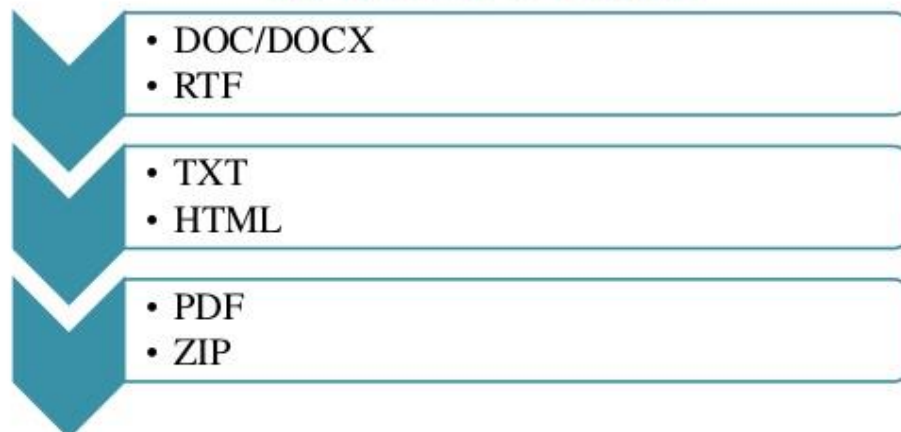 • DOC/DOCX
• RTF
• TXT
• HTML
• PDF
• ZIP